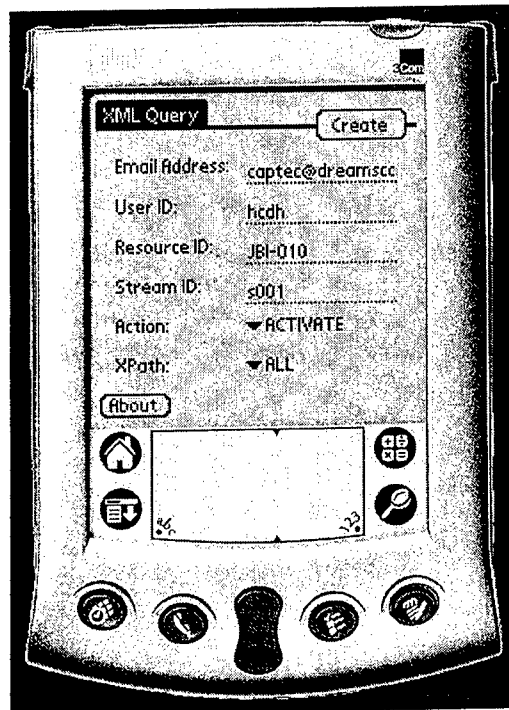 3Com
XML Query
Create
Email Address: captec@dreamscc
User ID: hcdh
Resource ID: JBI-010
Stream ID: s001
Action: ACTIVATE
XPath: ALL
About
abc 123